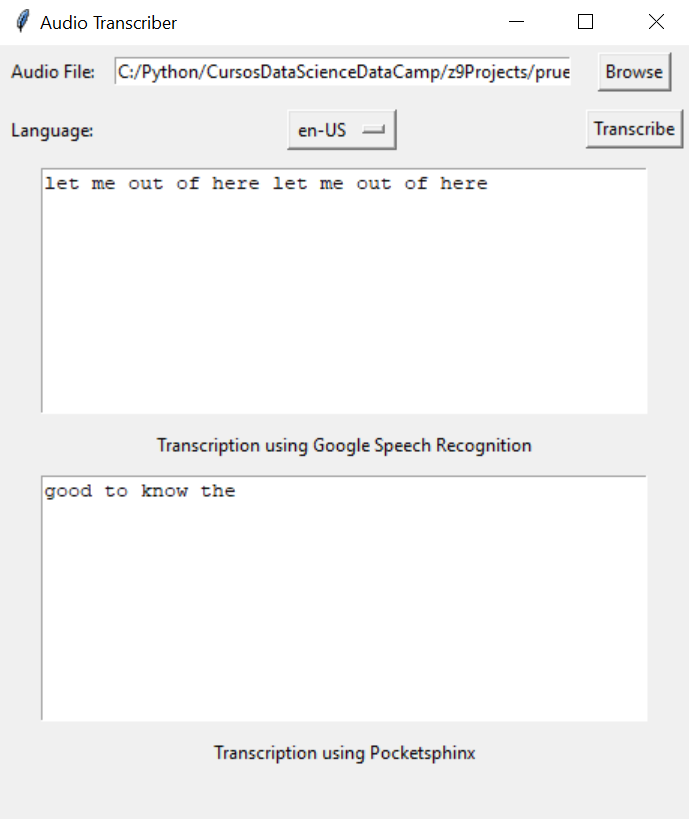 Audio Transcriber
Audio File: C:/Python/CursosDataScienceDataCamp/z9Projects/prue Browse
Language: en-US Transcribe
let me out of here let me out of here
Transcription using Google Speech Recognition
good to know the
Transcription using Pocketsphinx